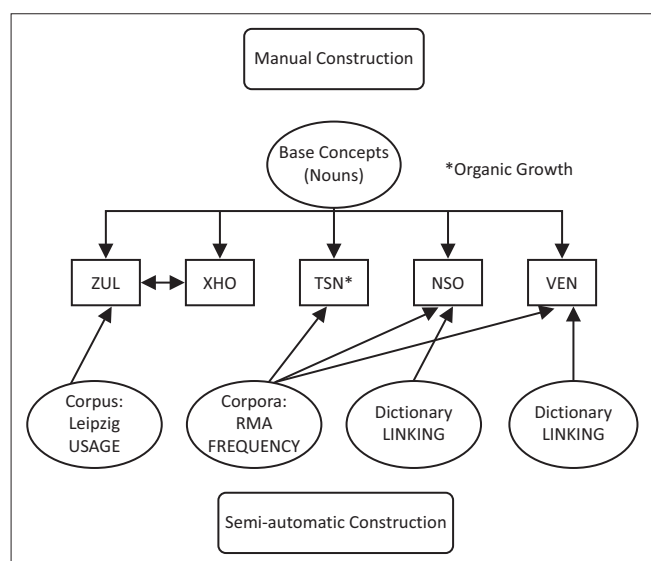 Manual Construction
Base Concepts
(Nouns)
*Organic Growth
ZUL
XHO
TSN*
NSO
VEN
Corpus:
Leipzig
USAGE
Corpora:
RMA
FREQUENCY
Dictionary
LINKING
Dictionary
LINKING
Semi-automatic Construction